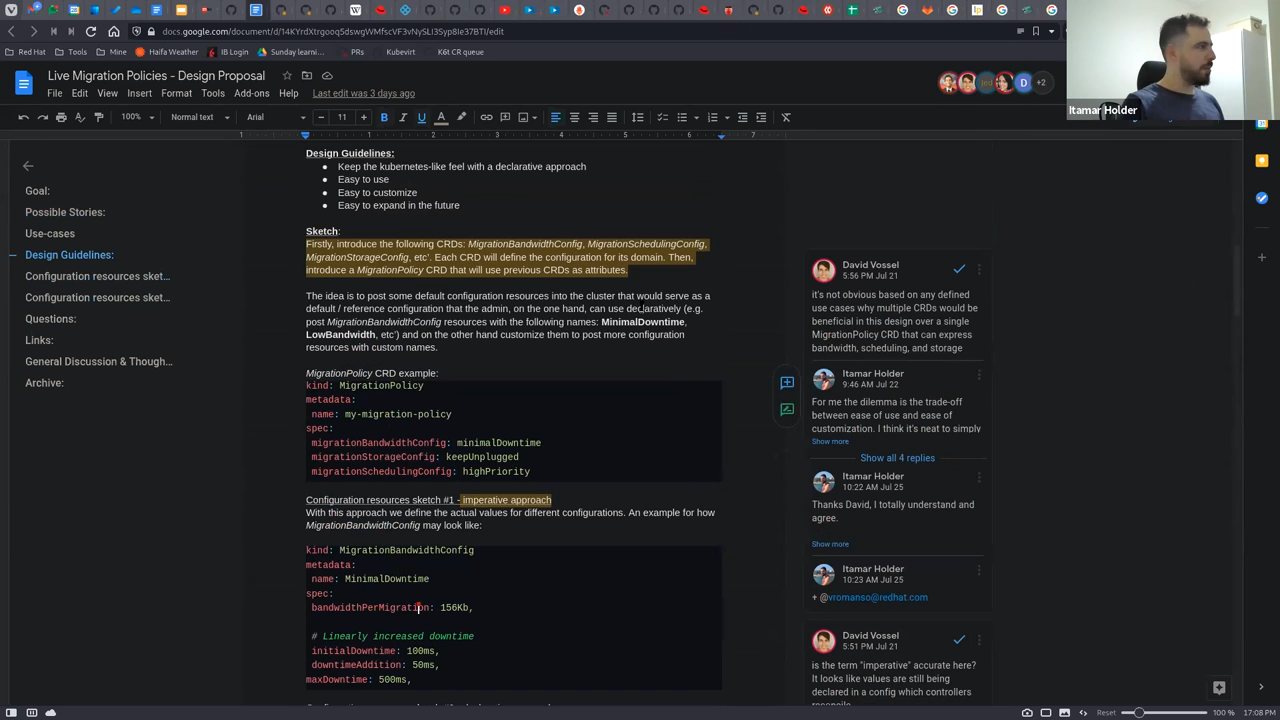 docs.google.com/document/d/14KYrdXtrgooq5dswgWMfscVF3vNySLI3Syp8Ie37BTI/edit
Red Hat
Tools
Mine
Haifa Weather
IB Login
Sunday learni...
PRs
Kubevirt
K6t CR queue
Live Migration Policies - Design Proposal
File Edit View Insert Format Tools Add-ons Help Last edit was 3 days ago
D +2
Itamar Holder
100% Normal text Arial 11 B I U A
1 1 2 3 4 5 6 7
Goal:
Possible Stories:
Use-cases
Design Guidelines:
Configuration resources sket...
Configuration resources sket...
Questions:
Links:
General Discussion & Though...
Archive:
Design Guidelines:
Keep the kubernetes-like feel with a declarative approach
Easy to use
Easy to customize
Easy to expand in the future
Sketch:
Firstly, introduce the following CRDs: MigrationBandwidthConfig, MigrationSchedulingConfig,
MigrationStorageConfig, etc'. Each CRD will define the configuration for its domain. Then,
introduce a MigrationPolicy CRD that will use previous CRDs as attributes.
The idea is to post some default configuration resources into the cluster that would serve as a
default / reference configuration that the admin, on the one hand, can use declaratively (e.g.
post MigrationBandwidthConfig resources with the following names: MinimalDowntime,
LowBandwidth, etc') and on the other hand customize them to post more configuration
resources with custom names.
MigrationPolicy CRD example:
kind: MigrationPolicy
metadata:
name: my-migration-policy
spec:
migrationBandwidthConfig: minimalDowntime
migrationStorageConfig: keepUnplugged
migrationSchedulingConfig: highPriority
Configuration resources sketch #1 - imperative approach
With this approach we define the actual values for different configurations. An example for how
MigrationBandwidthConfig may look like:
kind: MigrationBandwidthConfig
metadata:
name: MinimalDowntime
spec:
bandwidthPerMigration: 156Kb,
# Linearly increased downtime
initialDowntime: 100ms,
downtimeAddition: 50ms,
maxDowntime: 500ms,
David Vossel
5:56 PM Jul 21
it's not obvious based on any defined
use cases why multiple CRDs would be
beneficial in this design over a single
MigrationPolicy CRD that can express
bandwidth, scheduling, and storage
Itamar Holder
9:46 AM Jul 22
For me the dilemma is the trade-off
between ease of use and ease of
customization. I think it's neat to simply
Show more
Show all 4 replies
Itamar Holder
10:22 AM Jul 25
Thanks David, I totally understand and
agree.
Show more
Itamar Holder
10:23 AM Jul 25
+ @vromanso@redhat.com
David Vossel
5:51 PM Jul 21
is the term "imperative" accurate here?
It looks like values are still being
declared in a config which controllers
Reset 100 % 17:08 PM